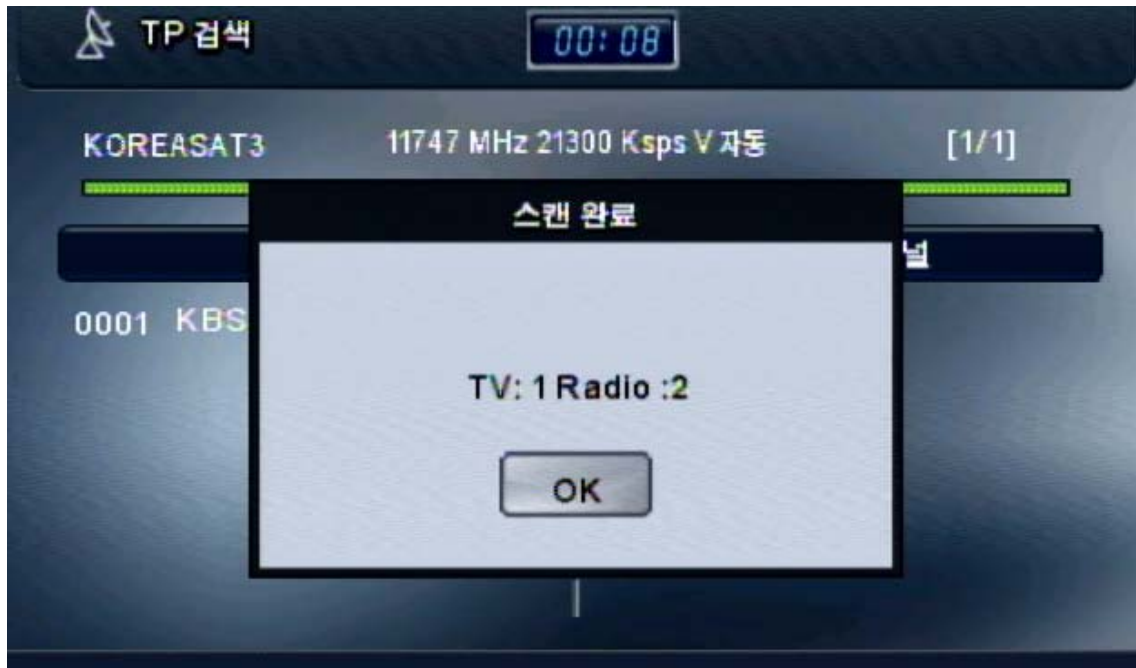 TP 검색
00:08
KOREASAT3 11747 MHz 21300 Ksps V 자동 [1/1]
스캔 완료
널
0001 KBS
TV: 1 Radio :2
OK